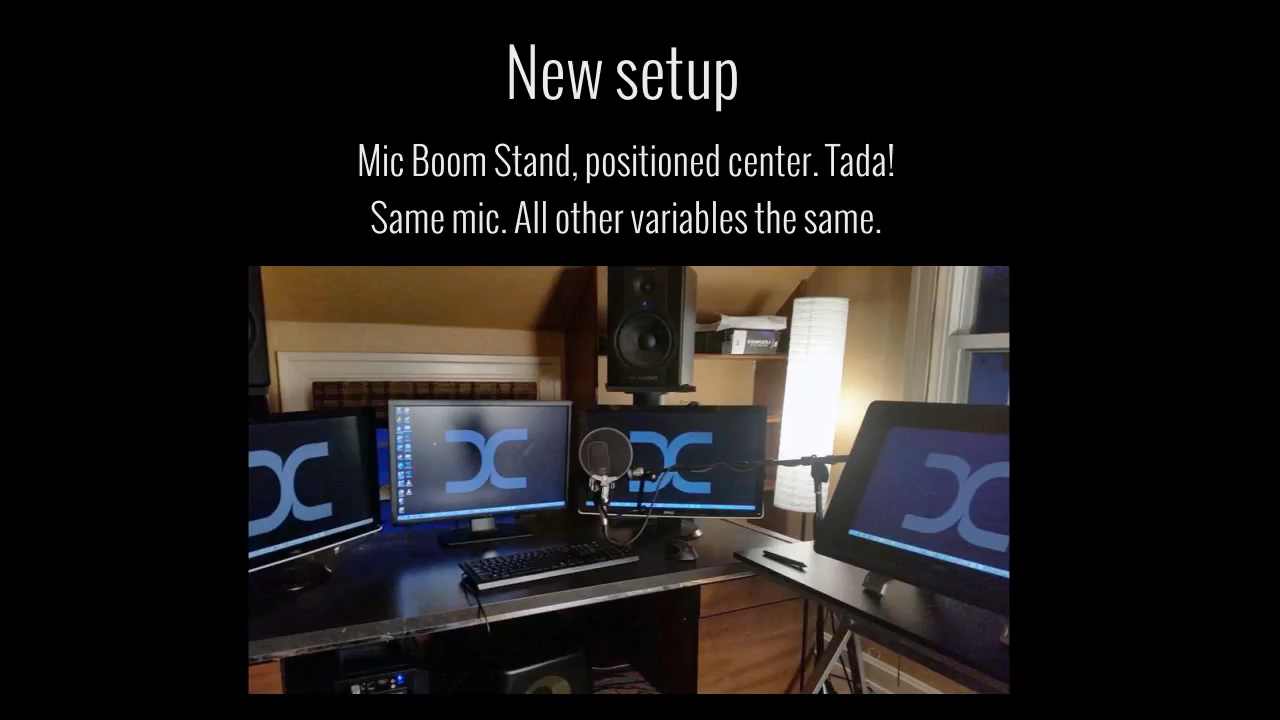 New setup
Mic Boom Stand, positioned center. Tada!
Same mic. All other variables the same.